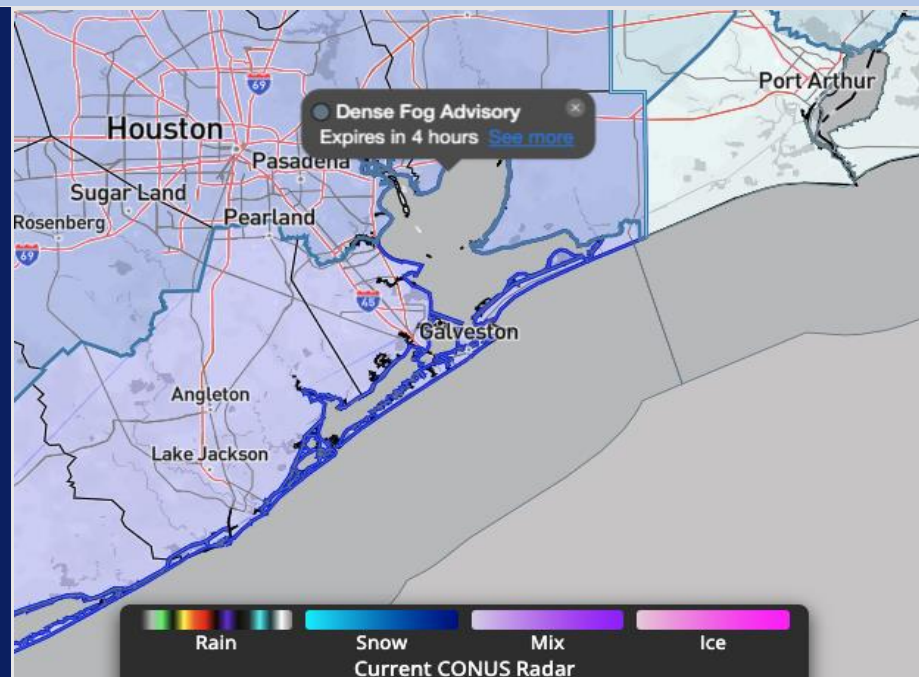 Port Arthur
69
Dense Fog Advisory
Expires in 4 hours See more
Houston
Pasadena
Sugar Land
Rosenberg
Pearland
69
45
Galveston
Angleton
Lake Jackson
Rain Snow Mix Ice
Current CONUS Radar